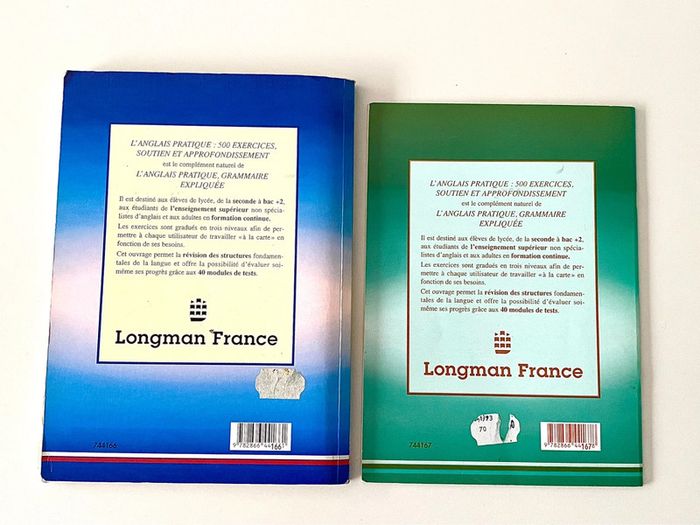 L'ANGLAIS PRATIQUE : 500 EXERCICES,
SOUTIEN ET APPROFONDISSEMENT
est le complément naturel de
L'ANGLAIS PRATIQUE, GRAMMAIRE
EXPLIQUÉE
Il est destiné aux élèves de lycée, de la seconde à bac +2,
aux étudiants de l'enseignement supérieur non spécia-
listes d'anglais et aux adultes en formation continue.
Les exercices sont gradués en trois niveaux afin de per-
mettre à chaque utilisateur de travailler «à la carte» en
fonction de ses besoins.
Cet ouvrage permet la révision des structures fondamen-
tales de la langue et offre la possibilité d'évaluer soi-
même ses progrès grâce aux 40 modules de tests.
Longman France
744166
9 782866 441661
L'ANGLAIS PRATIQUE : 500 EXERCICES,
SOUTIEN ET APPROFONDISSEMENT
est le complément naturel de
L'ANGLAIS PRATIQUE, GRAMMAIRE
EXPLIQUÉE
Il est destiné aux élèves de lycée, de la seconde à bac +2,
aux étudiants de l'enseignement supérieur non spécia-
listes d'anglais et aux adultes en formation continue.
Les exercices sont gradués en trois niveaux afin de per-
mettre à chaque utilisateur de travailler «à la carte» en
fonction de ses besoins.
Cet ouvrage permet la révision des structures fondamen-
tales de la langue et offre la possibilité d'évaluer soi-
même ses progrès grâce aux 40 modules de tests.
Longman France
70
744167
9 782866 441678